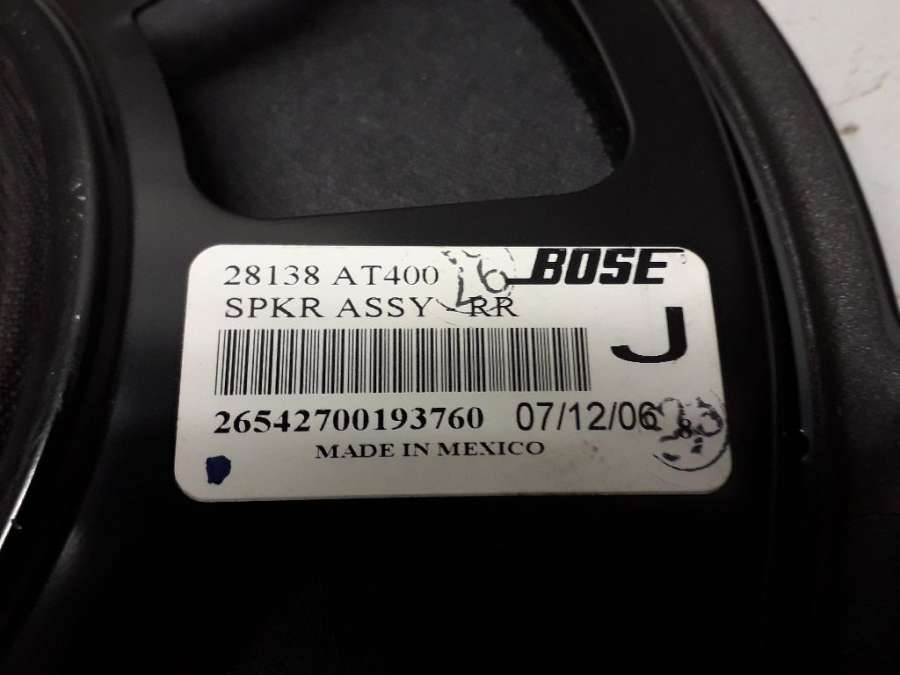 28138 AT400
BOSE
SPKR ASSY - RR
J
26542700193760 07/12/06
MADE IN MEXICO